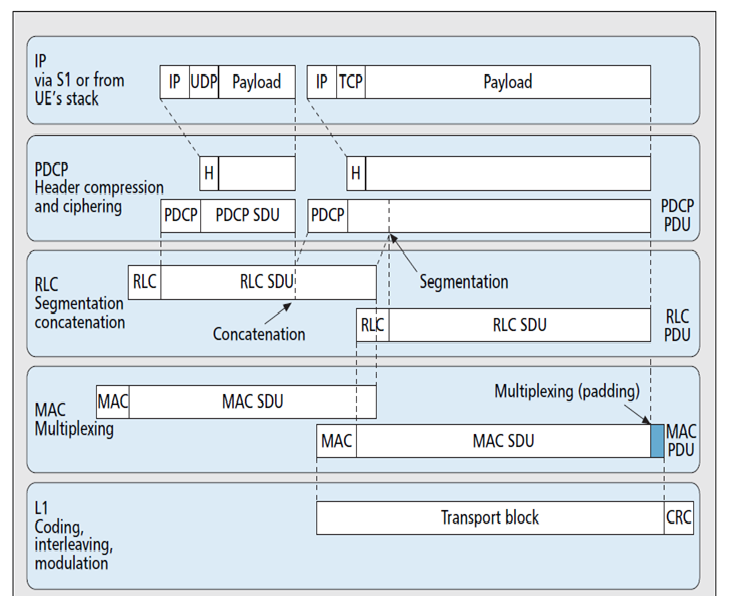 IP
via S1 or from
UE's stack
IP UDP Payload
IP TCP Payload
PDCP
Header compression
and ciphering
H
H
PDCP PDCP SDU
PDCP
PDCP
PDU
RLC
Segmentation
concatenation
RLC RLC SDU
Segmentation
Concatenation
RLC RLC SDU
RLC
PDU
MAC
Multiplexing
MAC MAC SDU
Multiplexing (padding)
MAC MAC SDU
MAC
PDU
L1
Coding,
interleaving,
modulation
Transport block CRC